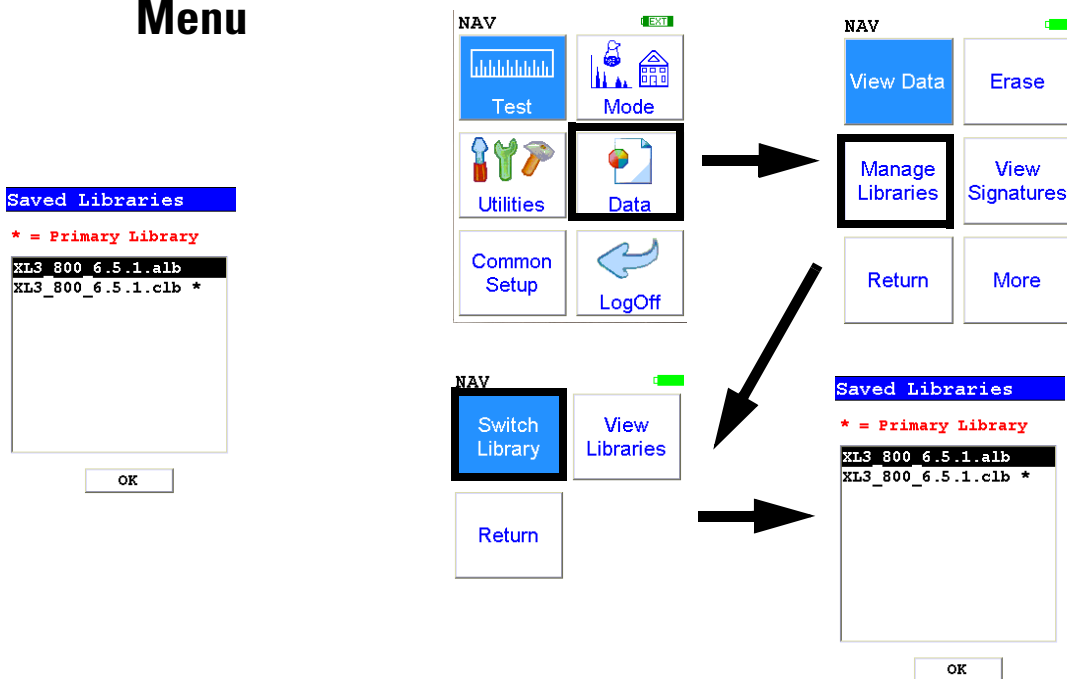 Menu
Saved Libraries
* = Primary Library
XL3_800_6.5.1.alb
XL3_800_6.5.1.clb *
OK
NAV
EXT
Test
Mode
Utilities
Data
Common
Setup
LogOff
NAV
View Data
Erase
Manage
Libraries
View
Signatures
Return
More
NAV
Switch
Library
View
Libraries
Return
Saved Libraries
* = Primary Library
XL3_800_6.5.1.alb
XL3_800_6.5.1.clb *
OK